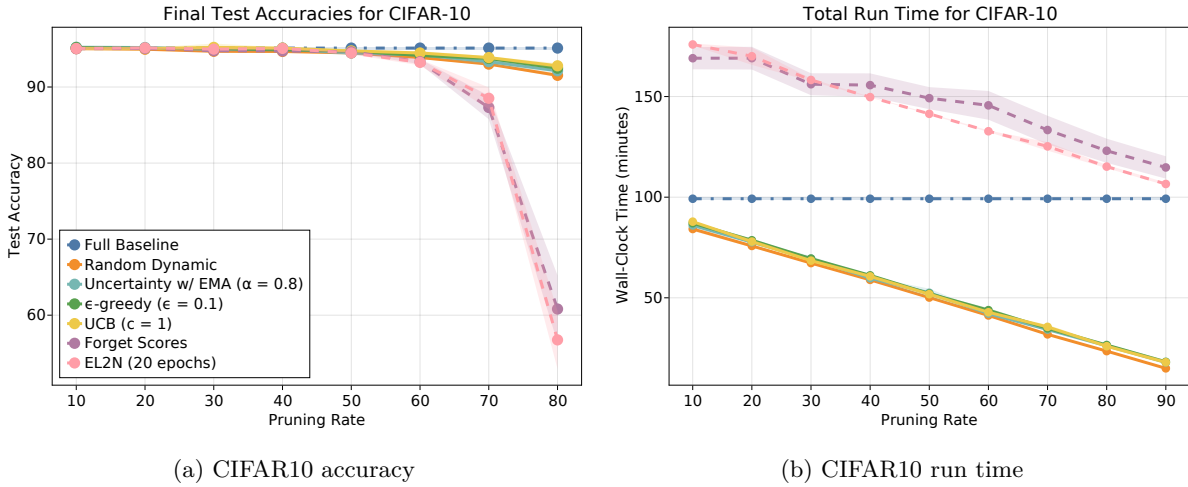 Final Test Accuracies for CIFAR-10
Test Accuracy
90
80
70
60
Full Baseline
Random Dynamic
Uncertainty w/ EMA (α = 0.8)
ϵ-greedy (ϵ = 0.1)
UCB (c = 1)
Forget Scores
EL2N (20 epochs)
10 20 30 40 50 60 70 80
Pruning Rate
(a) CIFAR10 accuracy
Total Run Time for CIFAR-10
Wall-Clock Time (minutes)
150
100
50
10 20 30 40 50 60 70 80 90
Pruning Rate
(b) CIFAR10 run time